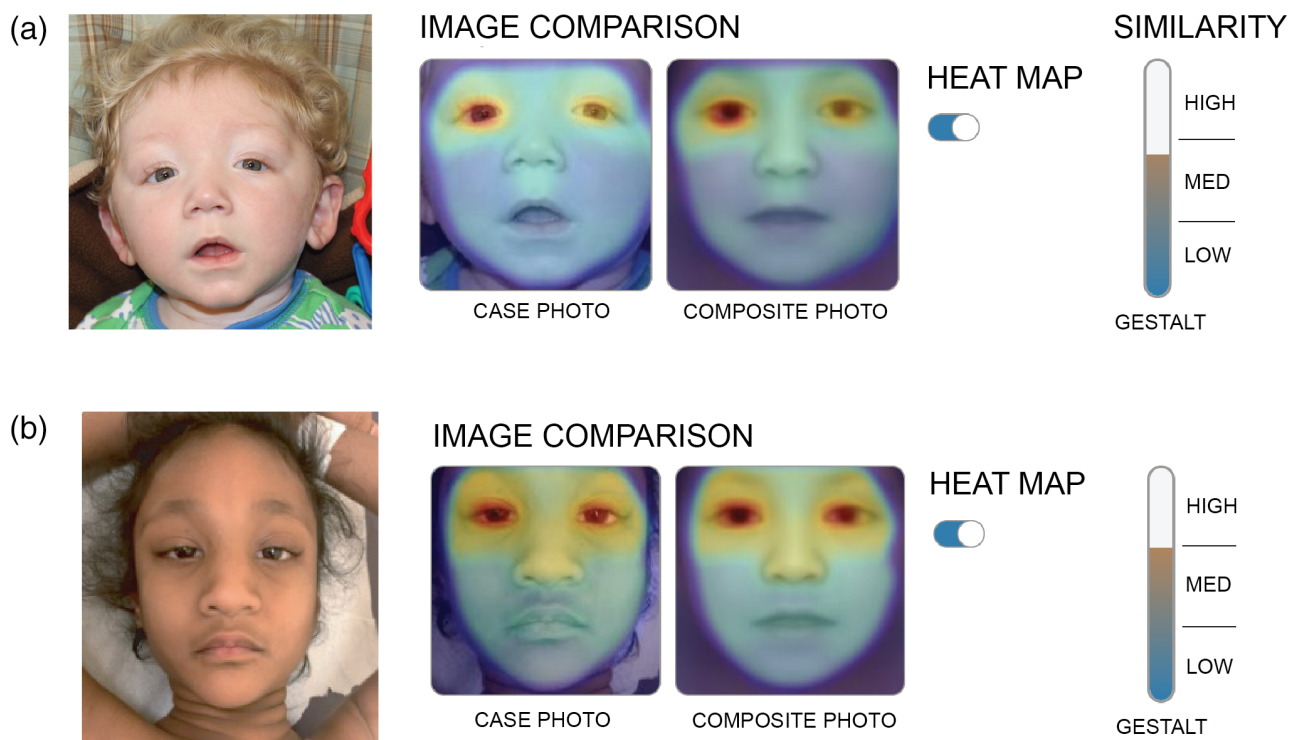 (a)
IMAGE COMPARISON
SIMILARITY
HEAT MAP
HIGH
MED
LOW
CASE PHOTO
COMPOSITE PHOTO
GESTALT
(b)
IMAGE COMPARISON
HEAT MAP
HIGH
MED
LOW
CASE PHOTO
COMPOSITE PHOTO
GESTALT